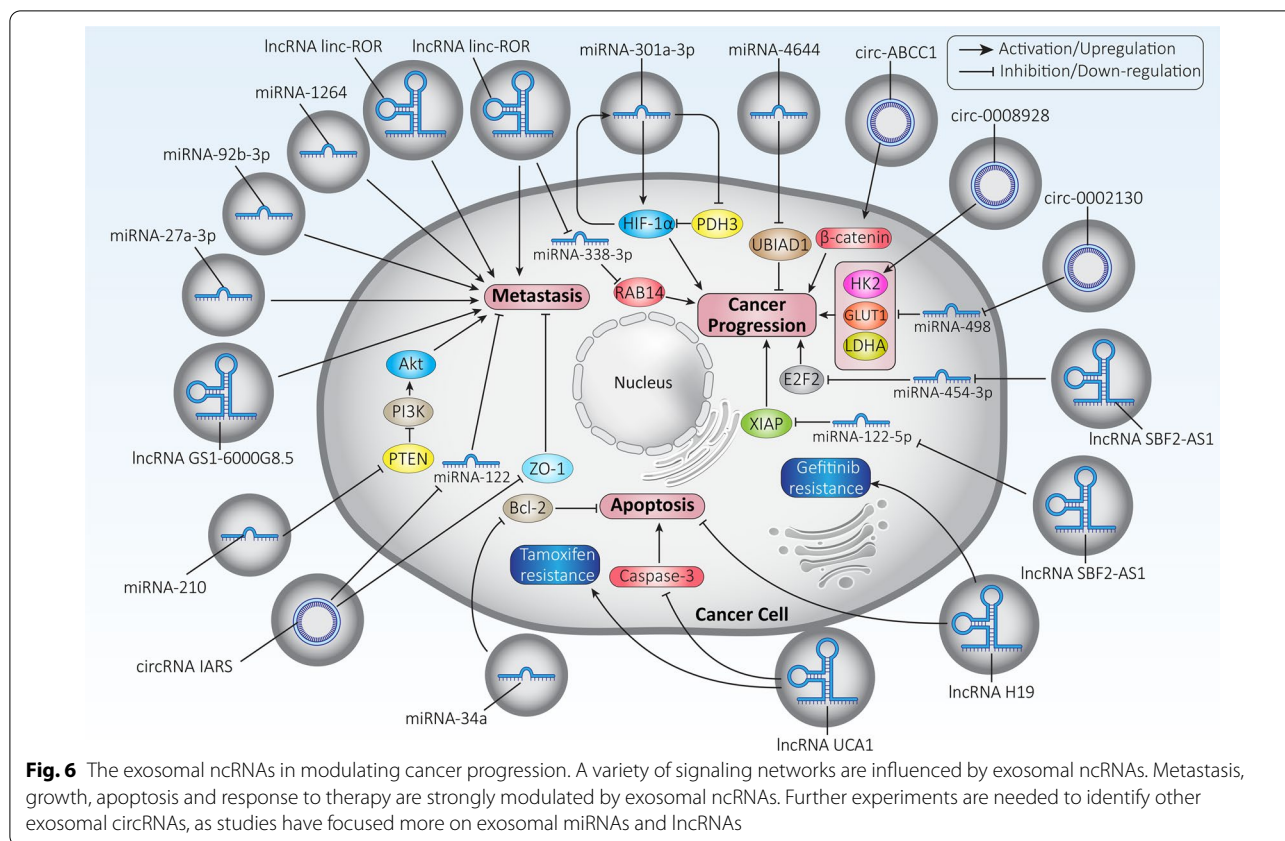 lncRNA linc-ROR
lncRNA linc-ROR
miRNA-301a-3p
miRNA-4644
circ-ABCC1
Activation/Upregulation
Inhibition/Down-regulation
miRNA-1264
circ-0008928
miRNA-92b-3p
circ-0002130
miRNA-27a-3p
HIF-1α
PDH3
UBIAD1
β-catenin
miRNA-338-3p
HK2
Metastasis
RAB14
Cancer
Progression
GLUT1
miRNA-498
LDHA
Akt
Nucleus
E2F2
miRNA-454-3p
PI3K
XIAP
miRNA-122-5p
lncRNA SBF2-AS1
lncRNA GS1-6000G8.5
PTEN
miRNA-122
ZO-1
Gefitinib
resistance
Bcl-2
Apoptosis
miRNA-210
Tamoxifen
resistance
Caspase-3
lncRNA SBF2-AS1
Cancer Cell
circRNA IARS
lncRNA H19
miRNA-34a
lncRNA UCA1
Fig. 6 The exosomal ncRNAs in modulating cancer progression. A variety of signaling networks are influenced by exosomal ncRNAs. Metastasis,
growth, apoptosis and response to therapy are strongly modulated by exosomal ncRNAs. Further experiments are needed to identify other
exosomal circRNAs, as studies have focused more on exosomal miRNAs and lncRNAs